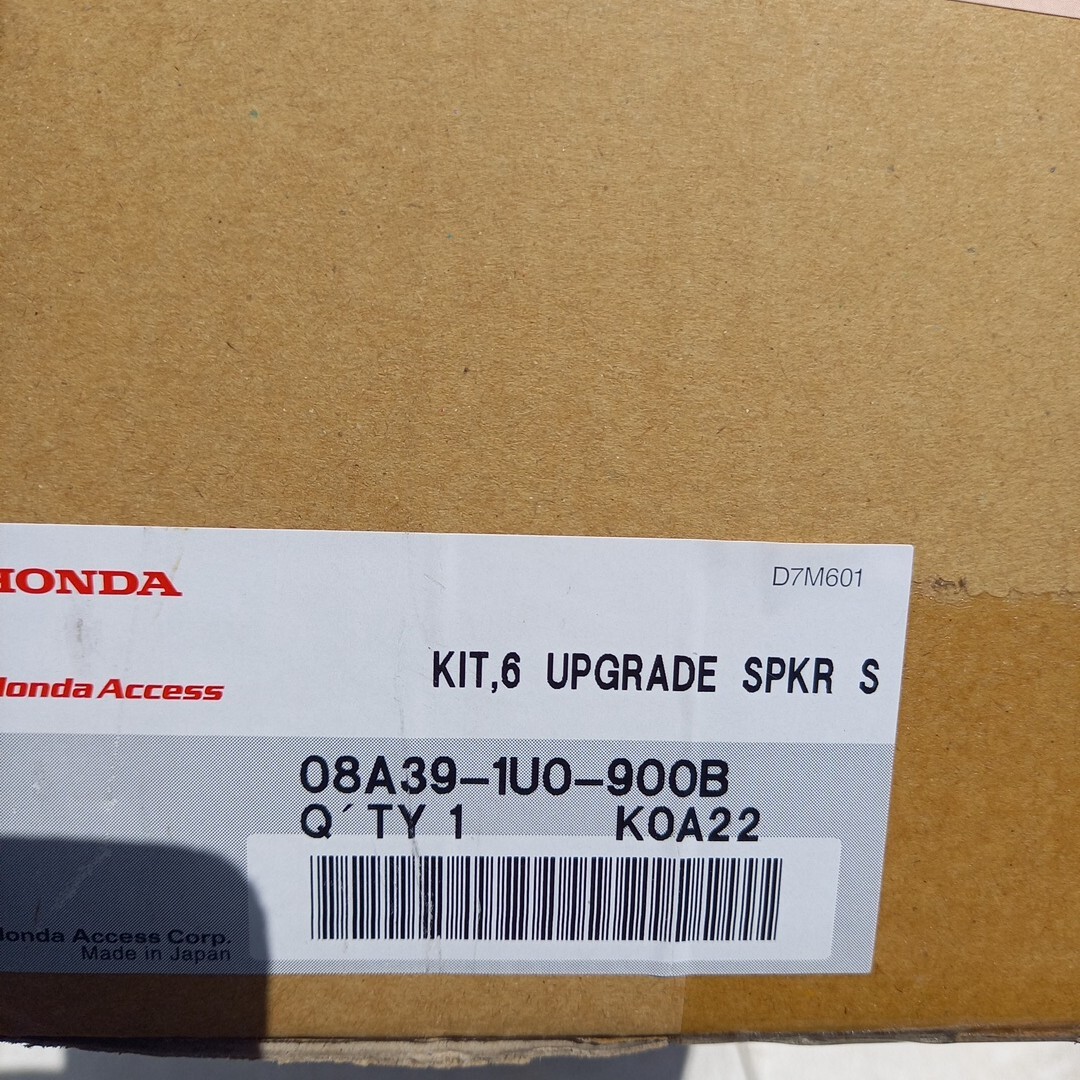 HONDA
D7M601
KIT,6 UPGRADE SPKR S
Honda Access
08A39-1U0-900B
Q´TY 1 K0A22
Honda Access Corp.
Made in Japan